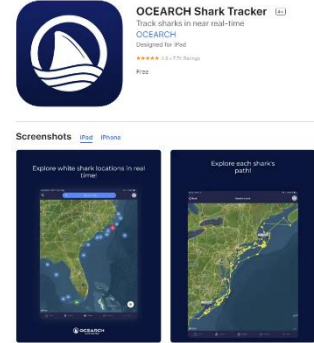 OCEARCH Shark Tracker 4+
Track sharks in near real-time
OCEARCH
Designed for iPad
Free
Screenshots iPad iPhone
Explore white shark locations in real
time!
OCEARCH
Explore each shark's
path!